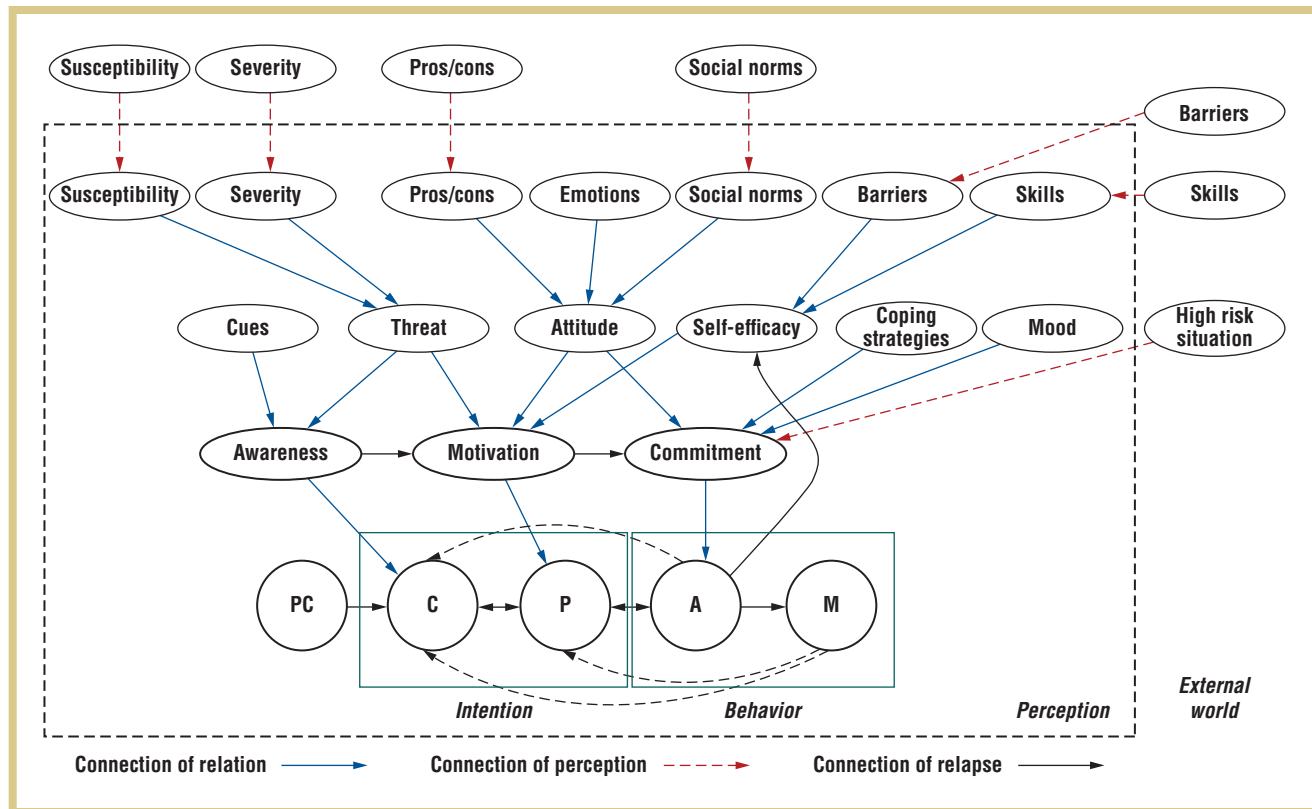 Susceptibility
Severity
Pros/cons
Social norms
Barriers
Susceptibility
Severity
Pros/cons
Emotions
Social norms
Barriers
Skills
Skills
Cues
Threat
Attitude
Self-efficacy
Coping
strategies
Mood
High risk
situation
Awareness
Motivation
Commitment
PC
C
P
A
M
Intention
Behavior
Perception
External
world
Connection of relation
Connection of perception
Connection of relapse